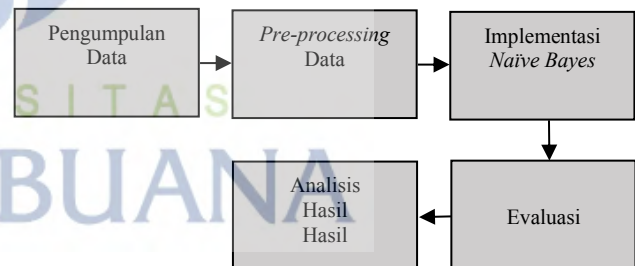 Pengumpulan
Data
Pre-processing
Data
Implementasi
Naïve Bayes
SITAS
BUANA
Analisis
Hasil
Hasil
Evaluasi